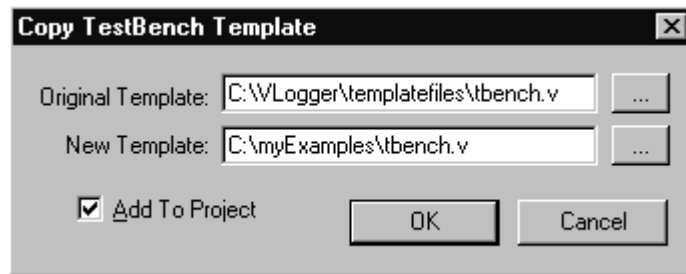 Copy TestBench Template
Original Template: C:\VLogger\templatefiles\tbench.v ...
New Template: C:\myExamples\tbench.v ...
Add To Project OK Cancel